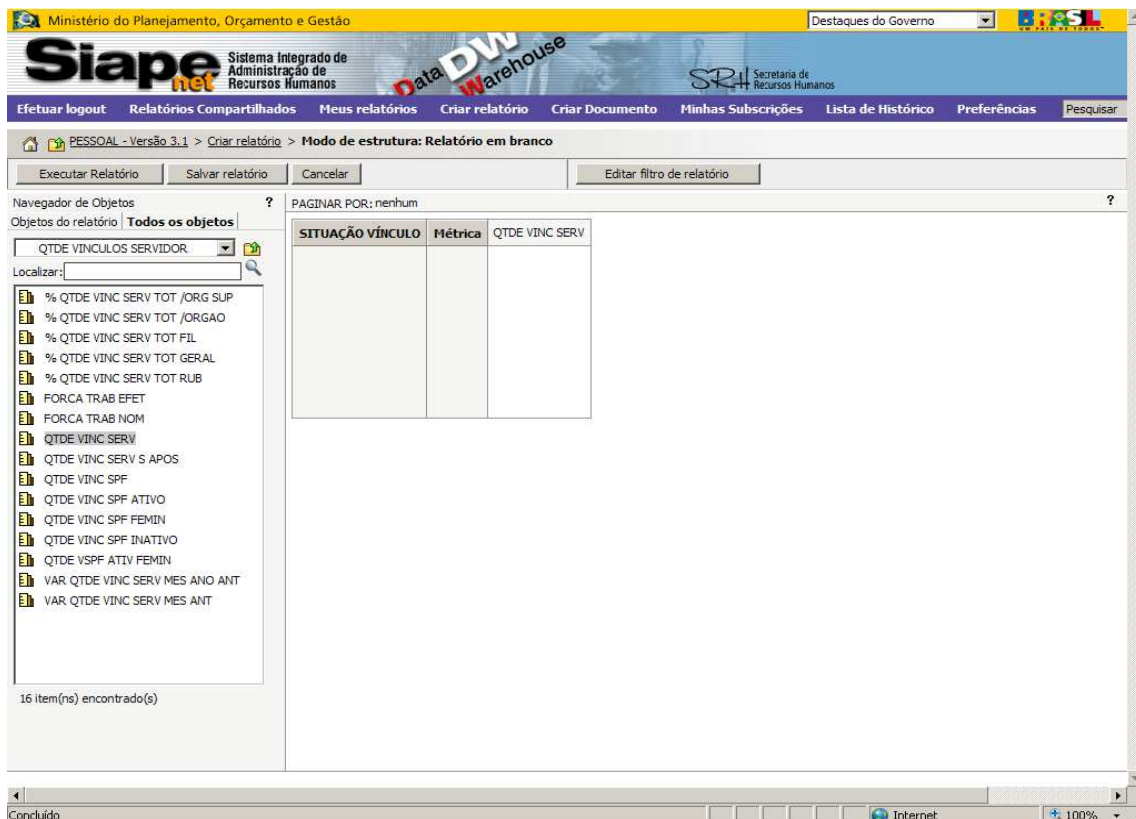 Ministério do Planejamento, Orçamento e Gestão
Destaques do Governo
BRASIL
UM PAÍS DE TODOS
Siape net
Sistema Integrado de
Administração de
Recursos Humanos
Data DW Warehouse
SRH Secretaria de
Recursos Humanos
Efetuar logout Relatórios Compartilhados Meus relatórios Criar relatório Criar Documento Minhas Subscrições Lista de Histórico Preferências Pesquisar
PESSOAL - Versão 3.1 > Criar relatório > Modo de estrutura: Relatório em branco
Executar Relatório Salvar relatório Cancelar Editar filtro de relatório
Navegador de Objetos ?
Objetos do relatório Todos os objetos
QTDE VINCULOS SERVIDOR
Localizar:
% QTDE VINC SERV TOT /ORG SUP
% QTDE VINC SERV TOT /ORGAO
% QTDE VINC SERV TOT FIL
% QTDE VINC SERV TOT GERAL
% QTDE VINC SERV TOT RUB
FORCA TRAB EFET
FORCA TRAB NOM
QTDE VINC SERV
QTDE VINC SERV S APOS
QTDE VINC SPF
QTDE VINC SPF ATIVO
QTDE VINC SPF FEMIN
QTDE VINC SPF INATIVO
QTDE VSPF ATIV FEMIN
VAR QTDE VINC SERV MES ANO ANT
VAR QTDE VINC SERV MES ANT
16 item(ns) encontrado(s)
PAGINAR POR: nenhum ?
SITUAÇÃO VÍNCULO Métrica QTDE VINC SERV
Concluído Internet 100%